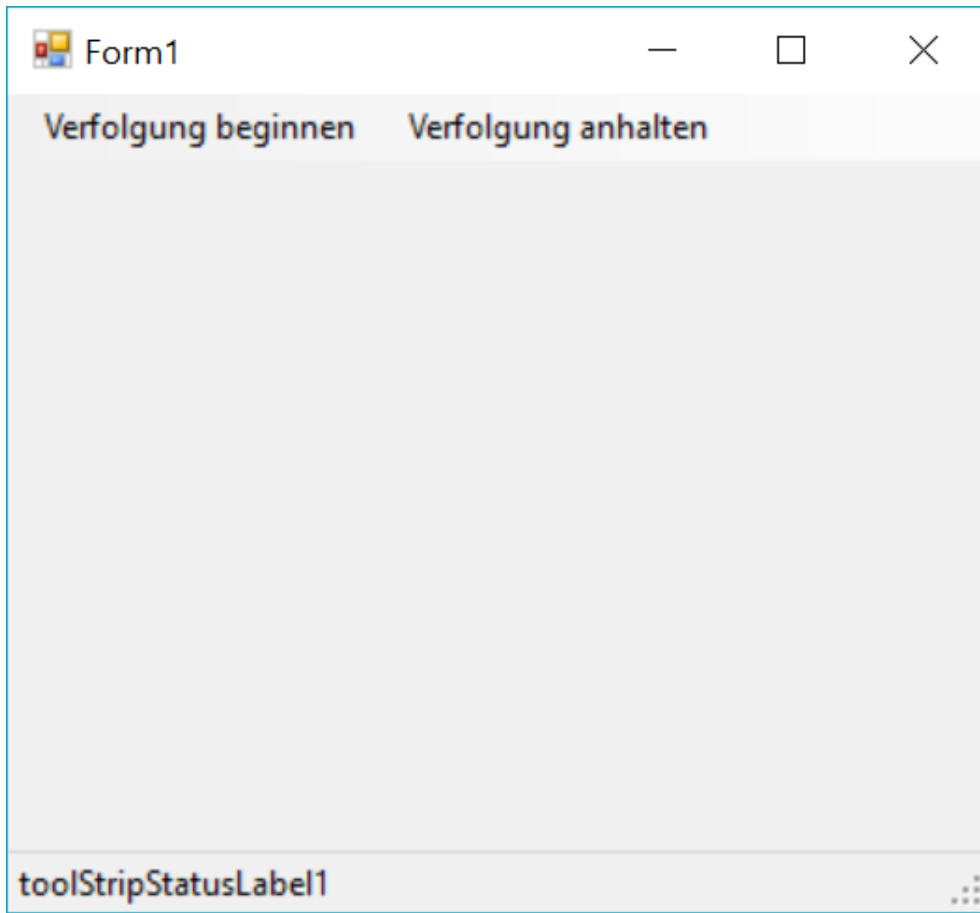 Form1
Verfolgung beginnen Verfolgung anhalten
toolStripStatusLabel1